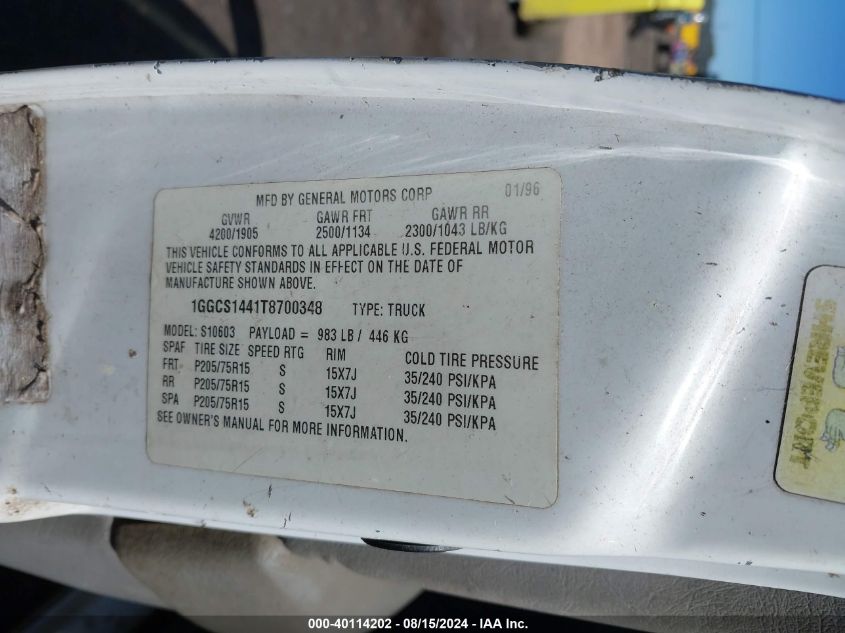 MFD BY GENERAL MOTORS CORP 01/96
GVWR GAWR FRT GAWR RR
4200/1905 2500/1134 2300/1043 LB/KG
THIS VEHICLE CONFORMS TO ALL APPLICABLE U.S. FEDERAL MOTOR
VEHICLE SAFETY STANDARDS IN EFFECT ON THE DATE OF
MANUFACTURE SHOWN ABOVE.
1GGCS1441T8700348 TYPE: TRUCK
MODEL: S10603 PAYLOAD = 983 LB / 446 KG
SPAF TIRE SIZE SPEED RTG RIM COLD TIRE PRESSURE
FRT P205/75R15 S 15X7J 35/240 PSI/KPA
RR P205/75R15 S 15X7J 35/240 PSI/KPA
SPA P205/75R15 S 15X7J 35/240 PSI/KPA
SEE OWNER'S MANUAL FOR MORE INFORMATION.
SHREVEPORT
000-40114202 - 08/15/2024 - IAA Inc.